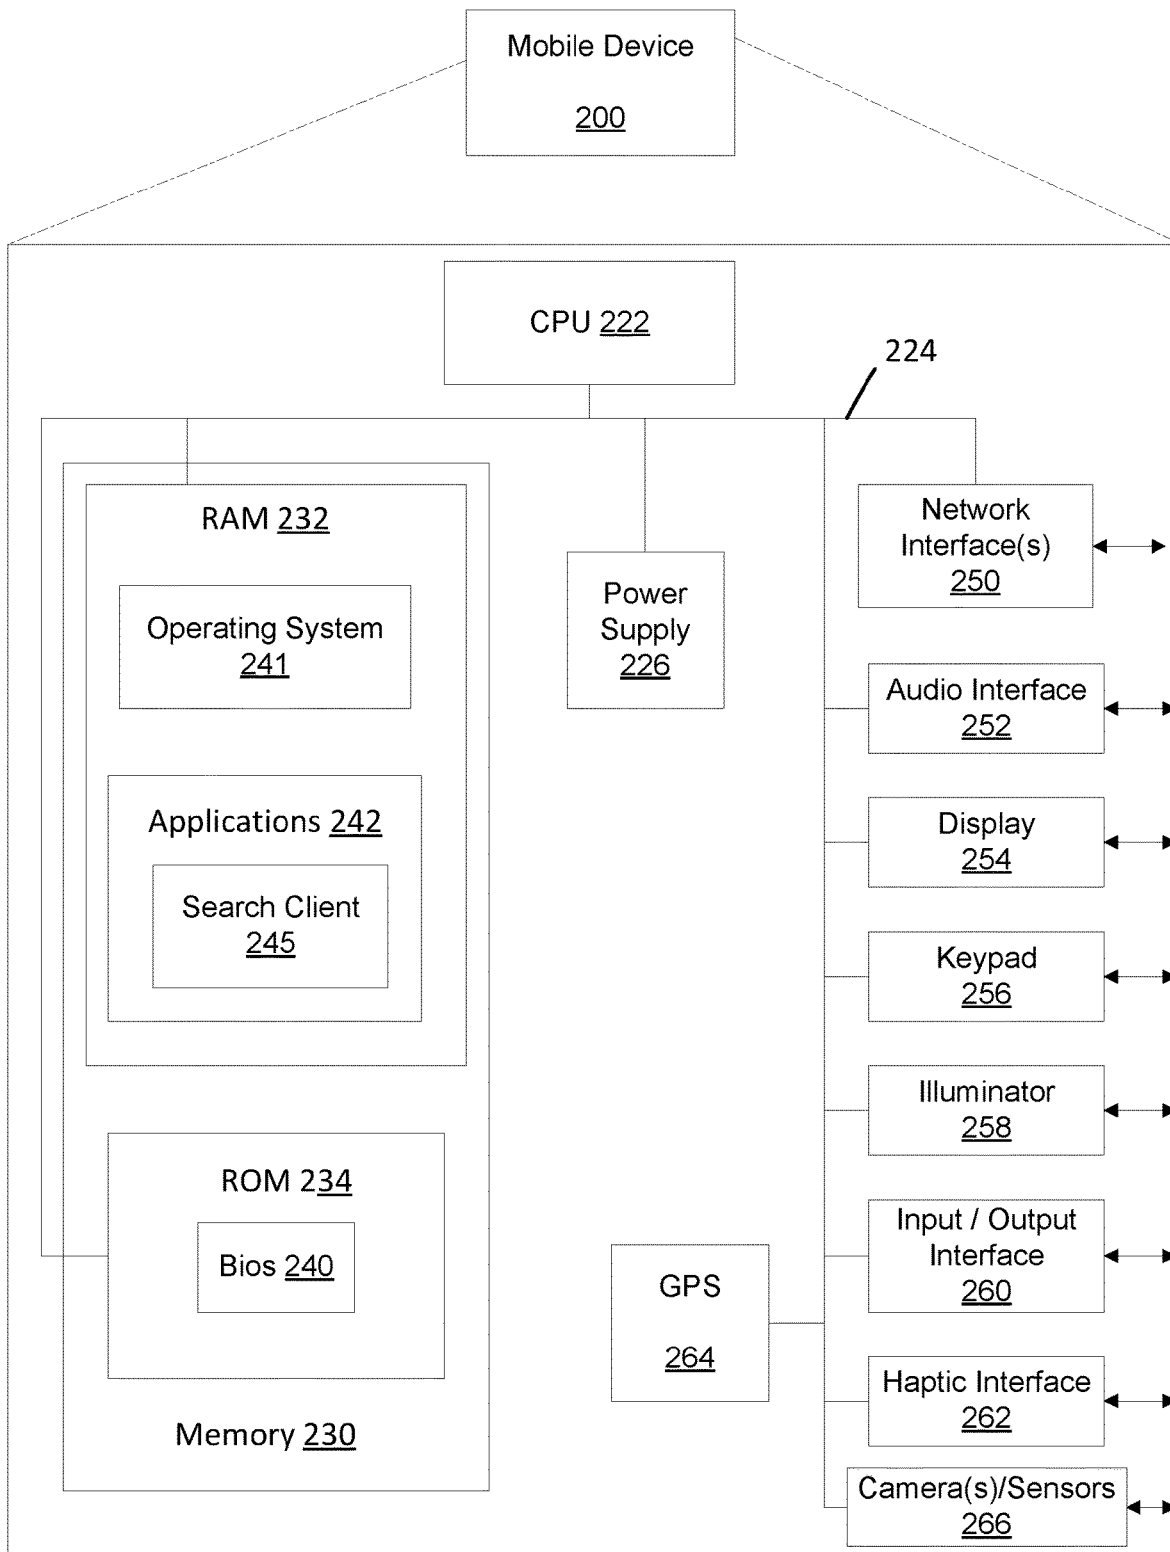 Mobile Device
200
CPU 222
224
RAM 232
Operating System
241
Applications 242
Search Client
245
ROM 234
Bios 240
Memory 230
Power
Supply
226
GPS
264
Network
Interface(s)
250
Audio Interface
252
Display
254
Keypad
256
Illuminator
258
Input / Output
Interface
260
Haptic Interface
262
Camera(s)/Sensors
266